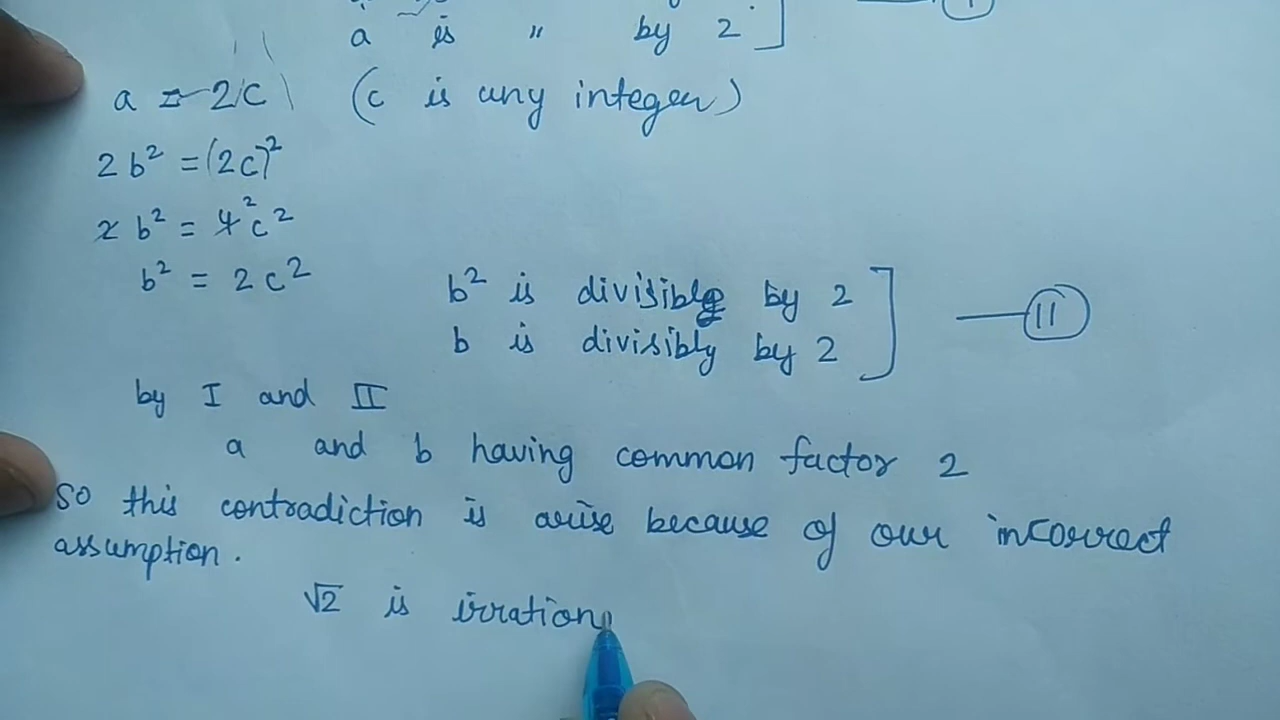 I
a is " by 2
a = 2c (c is any integer)
2b² = (2c)²
2b² = 4²c²
b² = 2c²
b² is divisible by 2
b is divisibly by 2
II
by I and II
a and b having common factor 2
So this contradiction is arise because of our incorrect
assumption.
√2 is irration